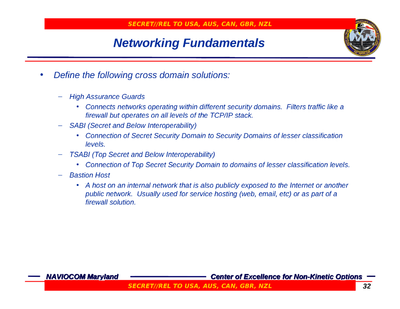 SECRET//REL TO USA, AUS, CAN, GBR, NZL
Networking Fundamentals
• Define the following cross domain solutions:
– High Assurance Guards
• Connects networks operating within different security domains. Filters traffic like a
firewall but operates on all levels of the TCP/IP stack.
– SABI (Secret and Below Interoperability)
• Connection of Secret Security Domain to Security Domains of lesser classification
levels.
– TSABI (Top Secret and Below Interoperability)
• Connection of Top Secret Security Domain to domains of lesser classification levels.
– Bastion Host
• A host on an internal network that is also publicly exposed to the Internet or another
public network. Usually used for service hosting (web, email, etc) or as part of a
firewall solution.
NAVIOCOM Maryland
Center of Excellence for Non-Kinetic Options
SECRET//REL TO USA, AUS, CAN, GBR, NZL
32